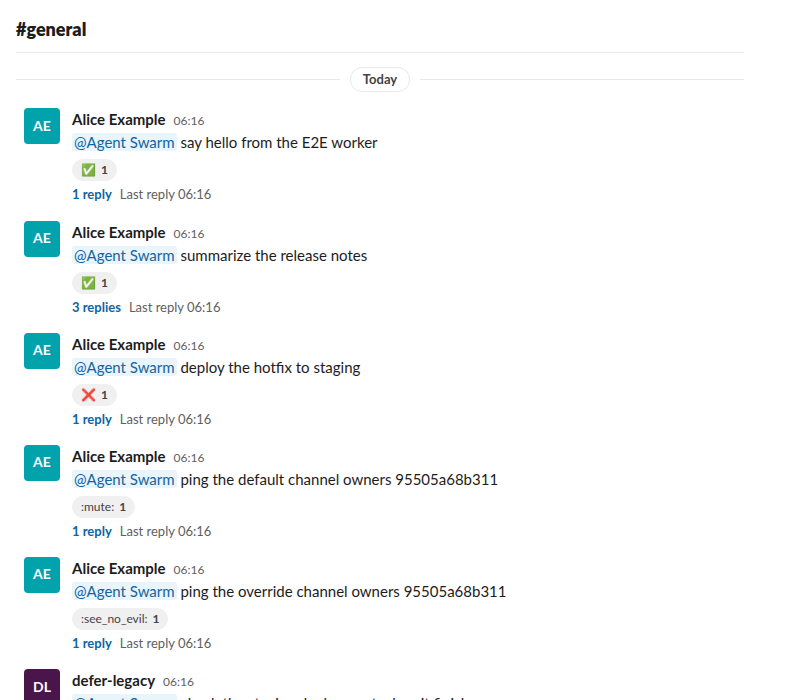 #general
Today
AE
Alice Example 06:16
@Agent Swarm say hello from the E2E worker
✅ 1
1 reply Last reply 06:16
AE
Alice Example 06:16
@Agent Swarm summarize the release notes
✅ 1
3 replies Last reply 06:16
AE
Alice Example 06:16
@Agent Swarm deploy the hotfix to staging
❌ 1
1 reply Last reply 06:16
AE
Alice Example 06:16
@Agent Swarm ping the default channel owners 95505a68b311
:mute: 1
1 reply Last reply 06:16
AE
Alice Example 06:16
@Agent Swarm ping the override channel owners 95505a68b311
:see_no_evil: 1
1 reply Last reply 06:16
DL
defer-legacy 06:16